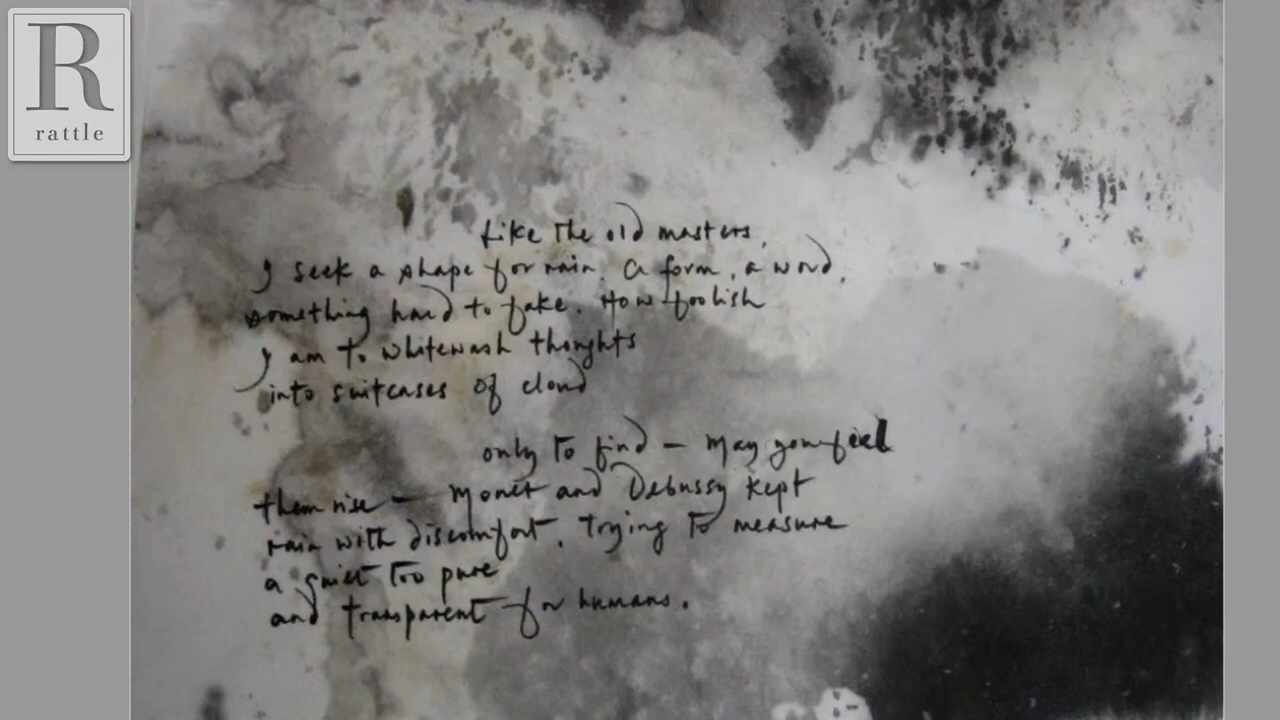 R
rattle
Like the old masters,
I seek a shape for rain. A form, a word,
something hard to fake. How foolish
I am to whitewash thoughts
into suitcases of cloud
only to find — may you feel
them rise — Monet and Debussy kept
rain with discomfort, trying to measure
a quiet too pure
and transparent for humans.